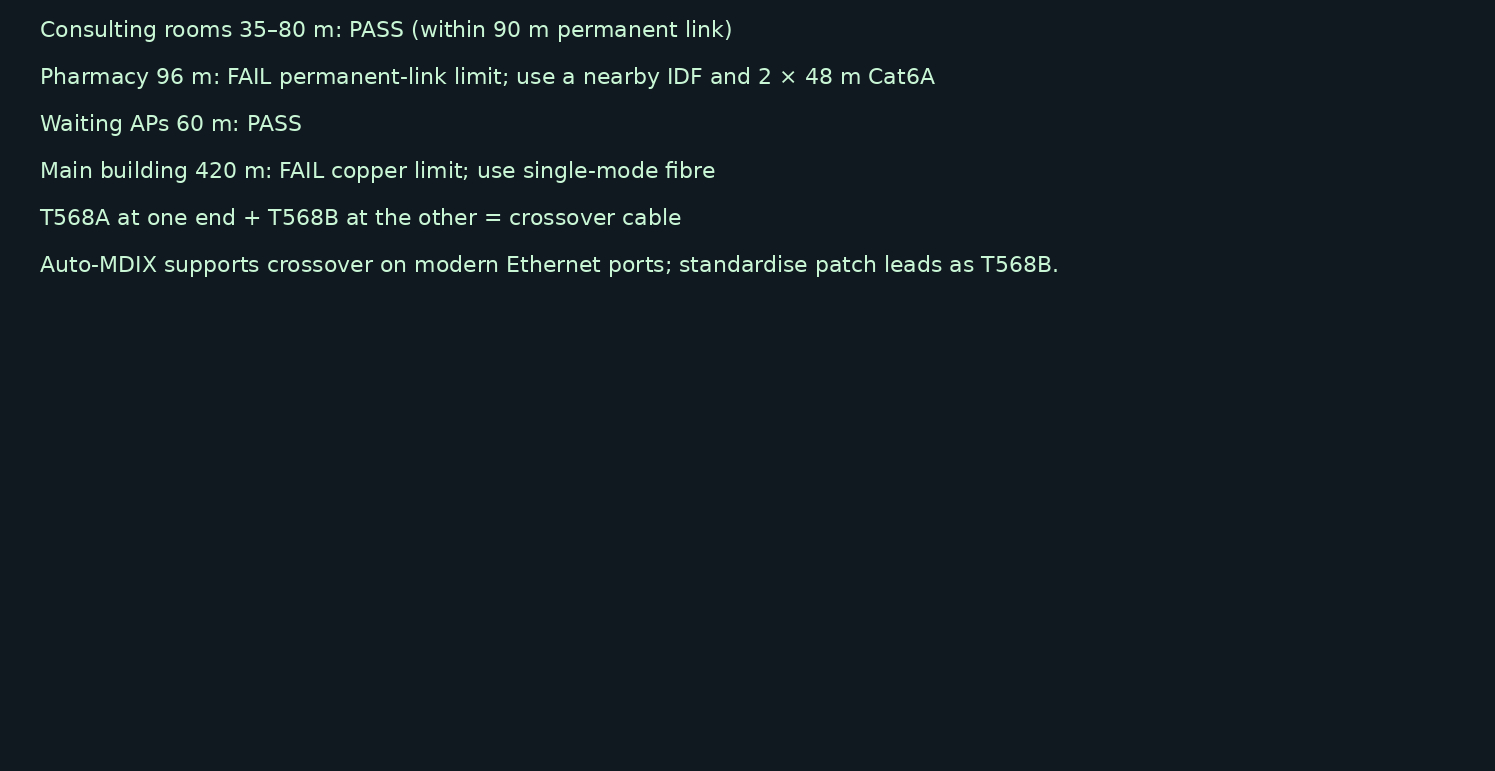 Consulting rooms 35–80 m: PASS (within 90 m permanent link)
Pharmacy 96 m: FAIL permanent-link limit; use a nearby IDF and 2 × 48 m Cat6A
Waiting APs 60 m: PASS
Main building 420 m: FAIL copper limit; use single-mode fibre
T568A at one end + T568B at the other = crossover cable
Auto-MDIX supports crossover on modern Ethernet ports; standardise patch leads as T568B.